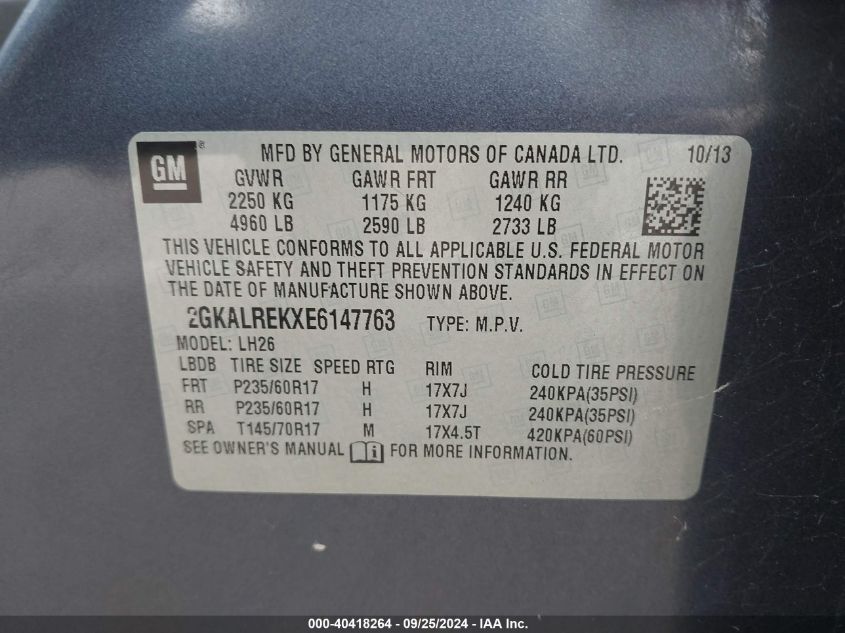 GM ® MFD BY GENERAL MOTORS OF CANADA LTD. 10/13
GVWR GAWR FRT GAWR RR
2250 KG 1175 KG 1240 KG
4960 LB 2590 LB 2733 LB
THIS VEHICLE CONFORMS TO ALL APPLICABLE U.S. FEDERAL MOTOR
VEHICLE SAFETY AND THEFT PREVENTION STANDARDS IN EFFECT ON
THE DATE OF MANUFACTURE SHOWN ABOVE.
2GKALREKXE6147763 TYPE: M.P.V.
MODEL: LH26
LBDB TIRE SIZE SPEED RTG RIM COLD TIRE PRESSURE
FRT P235/60R17 H 17X7J 240KPA(35PSI)
RR P235/60R17 H 17X7J 240KPA(35PSI)
SPA T145/70R17 M 17X4.5T 420KPA(60PSI)
SEE OWNER'S MANUAL FOR MORE INFORMATION.
000-40418264 - 09/25/2024 - IAA Inc.